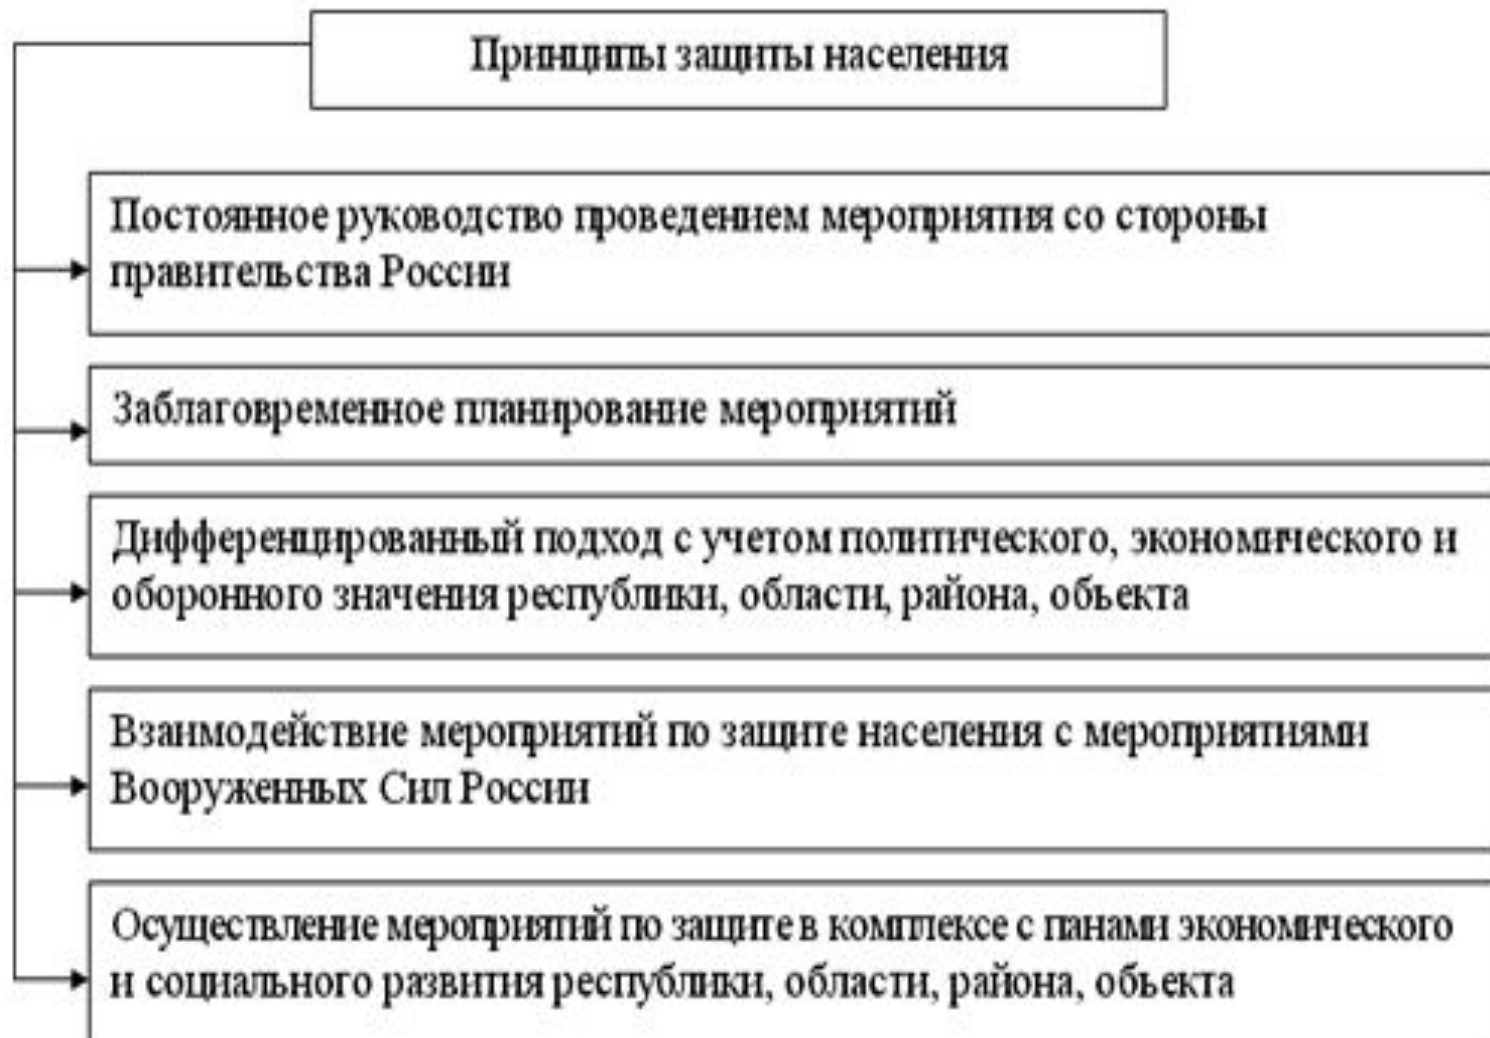 Принципы защиты населения
Постоянное руководство проведением мероприятия со стороны
правительства России
Заблаговременное планирование мероприятий
Дифференцированный подход с учетом политического, экономического и
оборонного значения республики, области, района, обьекта
Взаимодействие мероприятий по защите населения с мероприятиями
Вооруженных Сил России
Осуществление мероприятий по защите в комплексе с панами экономического
и социального развития республики, области, района, обьекта